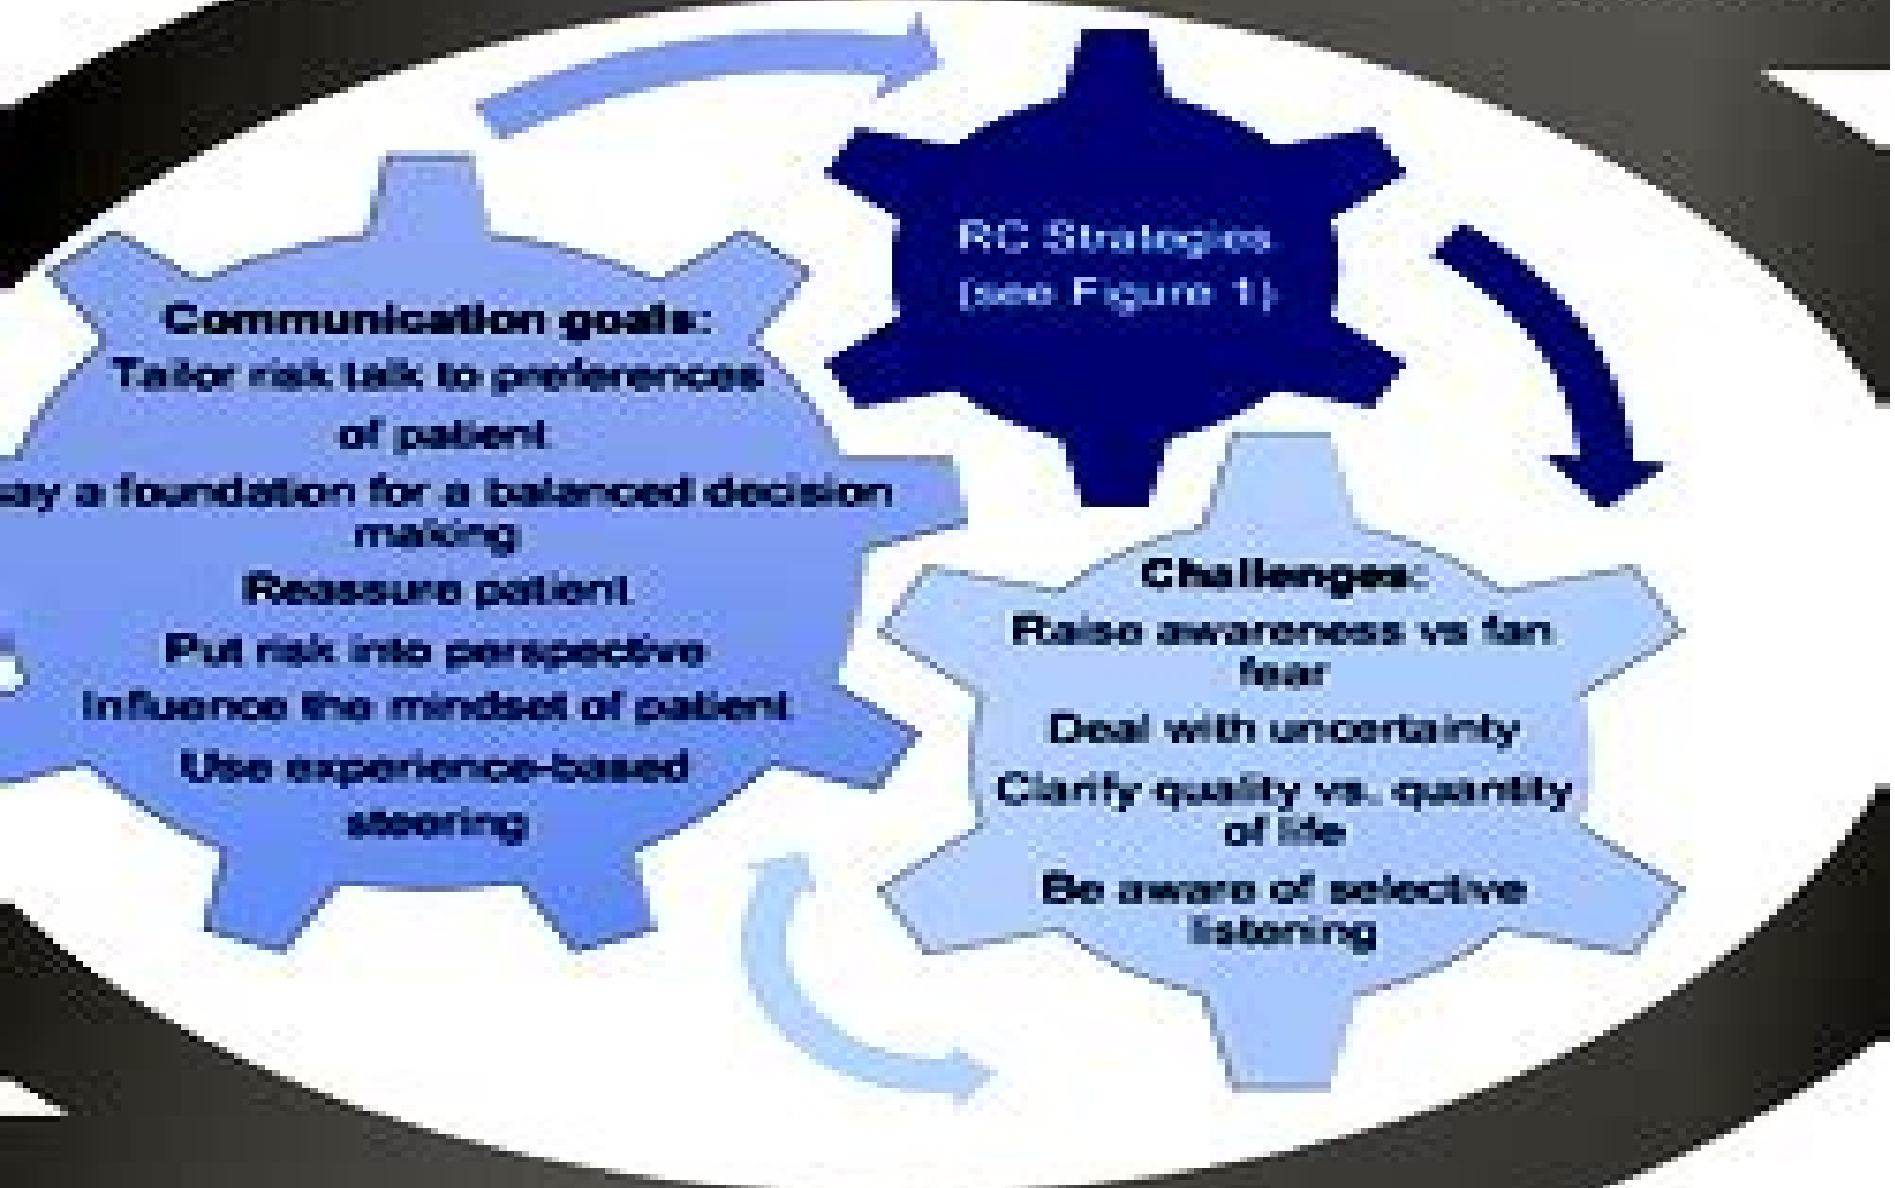 RC Strategies
(see Figure 1)
Communication goals:
Tailor risk talk to preferences
of patient
a foundation for a balanced decision
making
Reassure patient
Put risk into perspective
Influence the mindset of patient
Use experience-based
steering
Challenges:
Raise awareness vs fan
fear
Deal with uncertainty
Clarify quality vs. quantity
of life
Be aware of selective
listening